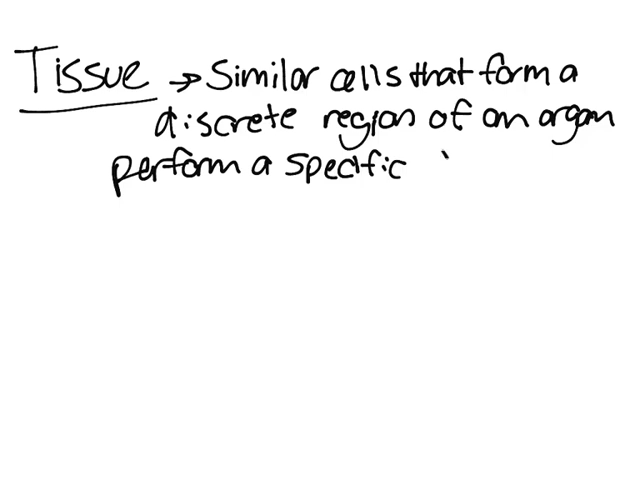 Tissue → Similar cells that form a
discrete region of an organ
perform a specific